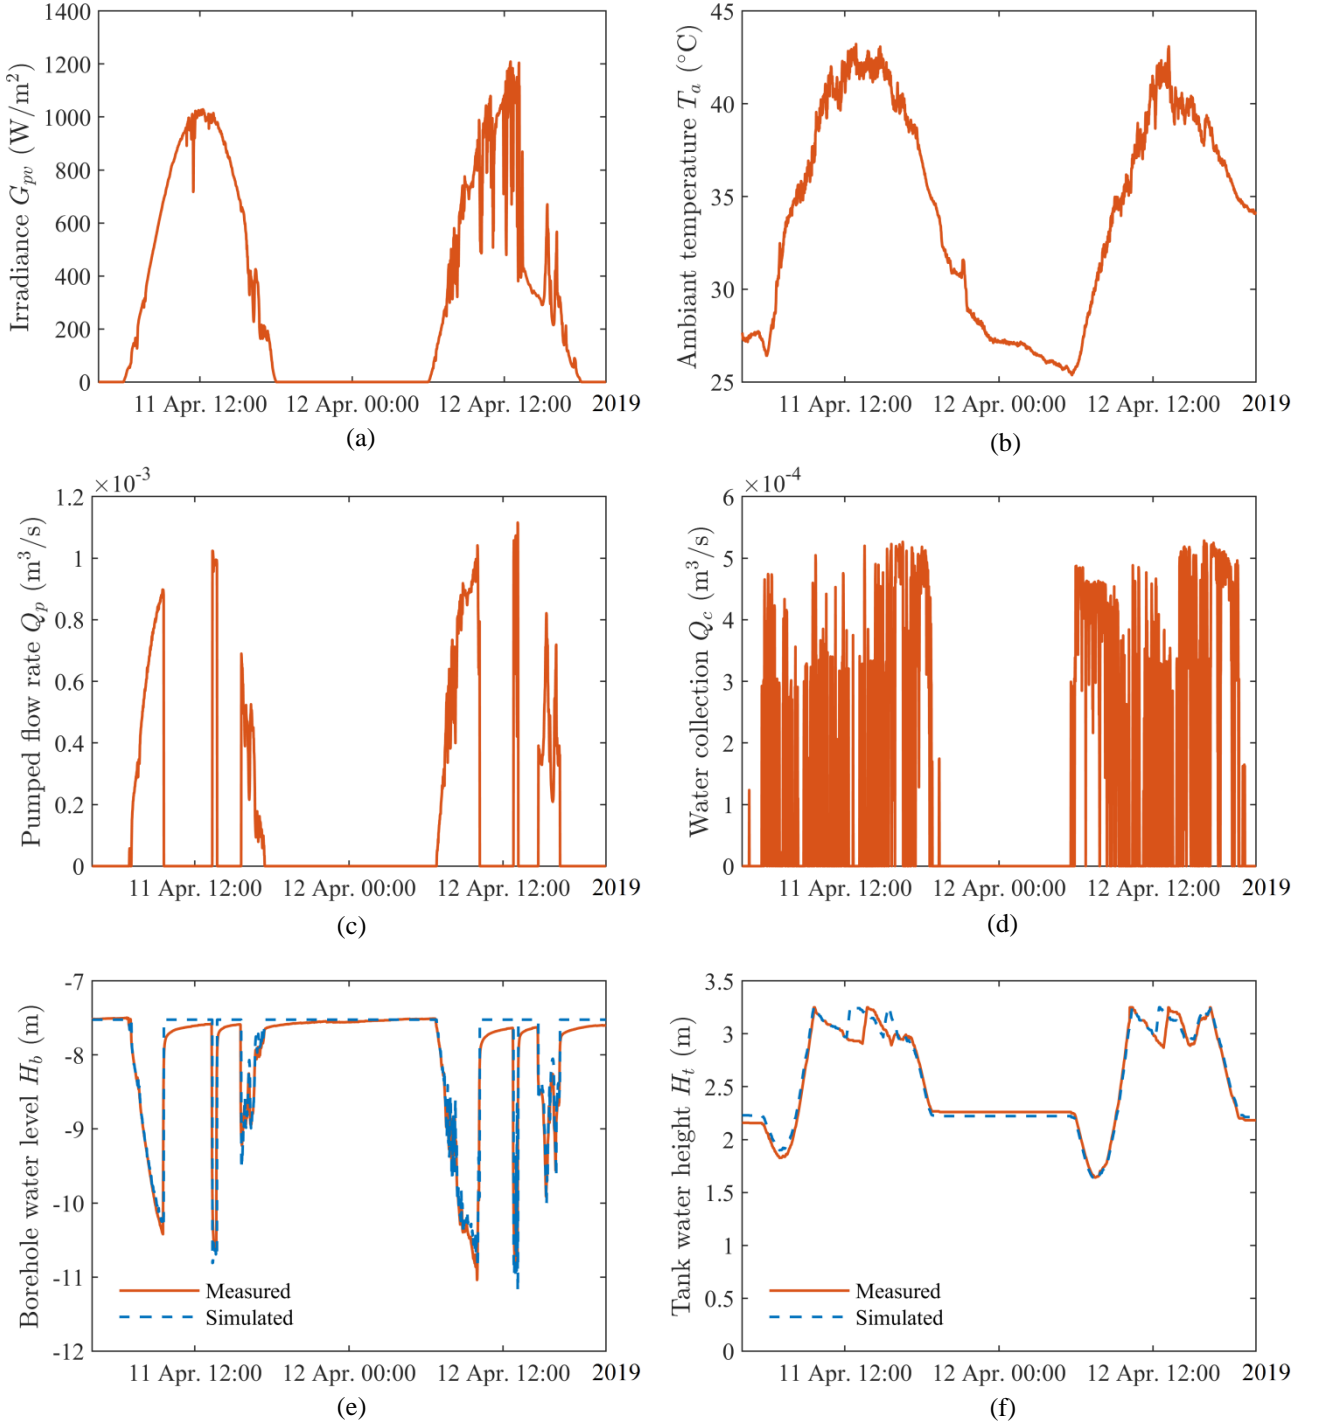 Irradiance G_pv (W/m²)
1400
1200
1000
800
600
400
200
0
11 Apr. 12:00 12 Apr. 00:00 12 Apr. 12:00 2019
(a)
Ambiant temperature T_a (°C)
45
40
35
30
25
11 Apr. 12:00 12 Apr. 00:00 12 Apr. 12:00 2019
(b)
Pumped flow rate Q_p (m³/s)
×10⁻³
1.2
1
0.8
0.6
0.4
0.2
0
11 Apr. 12:00 12 Apr. 00:00 12 Apr. 12:00 2019
(c)
Water collection Q_c (m³/s)
×10⁻⁴
6
5
4
3
2
1
0
11 Apr. 12:00 12 Apr. 00:00 12 Apr. 12:00 2019
(d)
Borehole water level H_b (m)
-7
-8
-9
-10
-11
-12
Measured
Simulated
11 Apr. 12:00 12 Apr. 00:00 12 Apr. 12:00 2019
(e)
Tank water height H_t (m)
3.5
3
2.5
2
1.5
1
0.5
0
Measured
Simulated
11 Apr. 12:00 12 Apr. 00:00 12 Apr. 12:00 2019
(f)